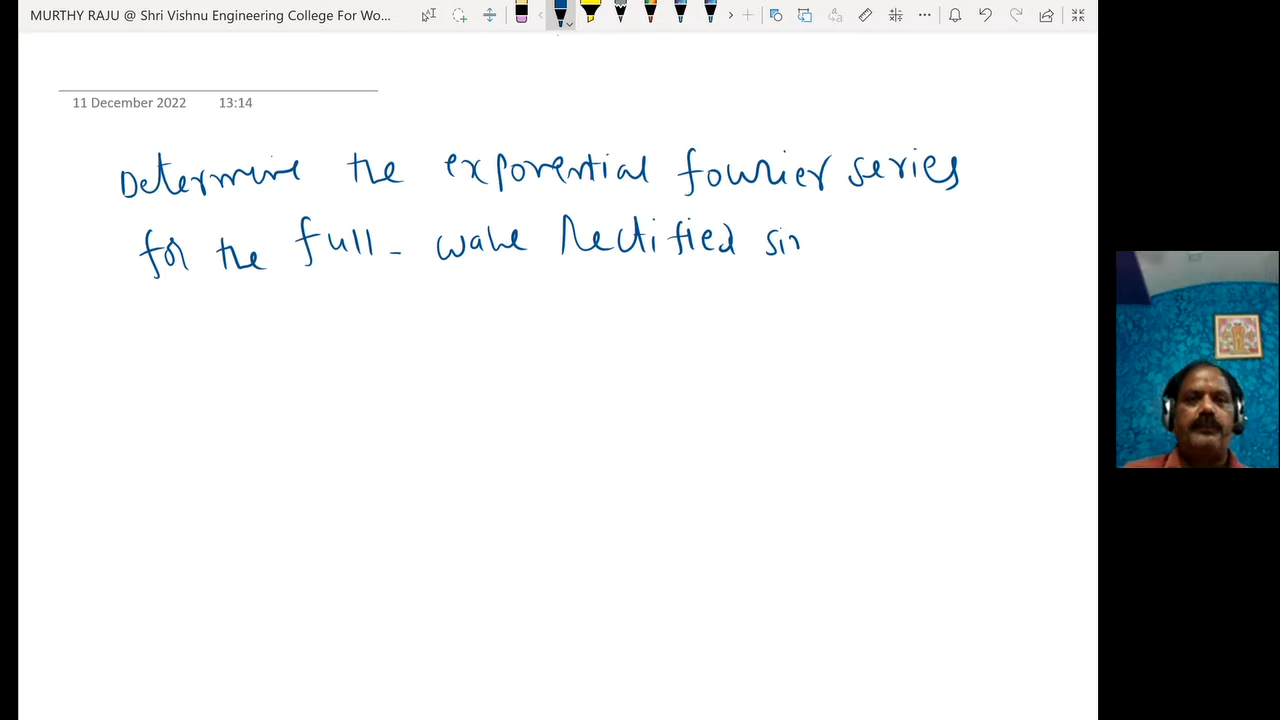 MURTHY RAJU @ Shri Vishnu Engineering College For Wo...
11 December 2022 13:14
Determine the exponential fourier series
for the full - wave Rectified sin